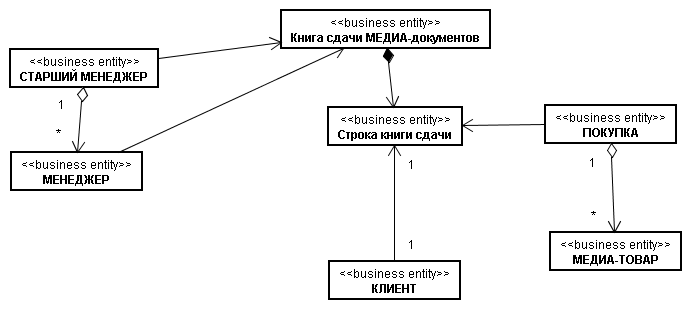 <<business entity>>
Книга сдачи МЕДИА-документов
<<business entity>>
СТАРШИЙ МЕНЕДЖЕР
1
*
<<business entity>>
МЕНЕДЖЕР
<<business entity>>
Строка книги сдачи
<<business entity>>
ПОКУПКА
1
*
<<business entity>>
МЕДИА-ТОВАР
1
1
<<business entity>>
КЛИЕНТ